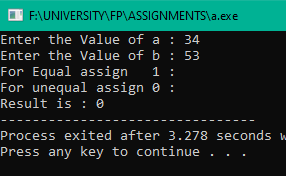 F:\UNIVERSITY\FP\ASSIGNMENTS\a.exe
Enter the Value of a : 34
Enter the Value of b : 53
For Equal assign   1 :
For unequal assign 0 :
Result is : 0
--------------------------------
Process exited after 3.278 seconds w
Press any key to continue . . .